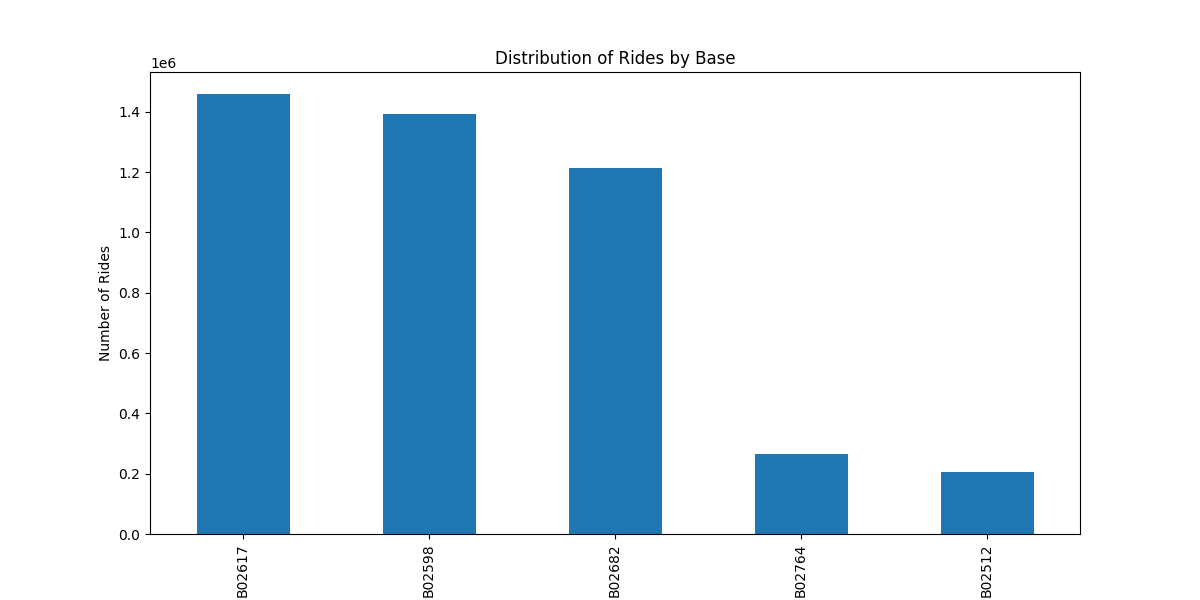 Distribution of Rides by Base
1e6
1.4
1.2
1.0
0.8
0.6
0.4
0.2
0.0
Number of Rides
B02617
B02598
B02682
B02764
B02512